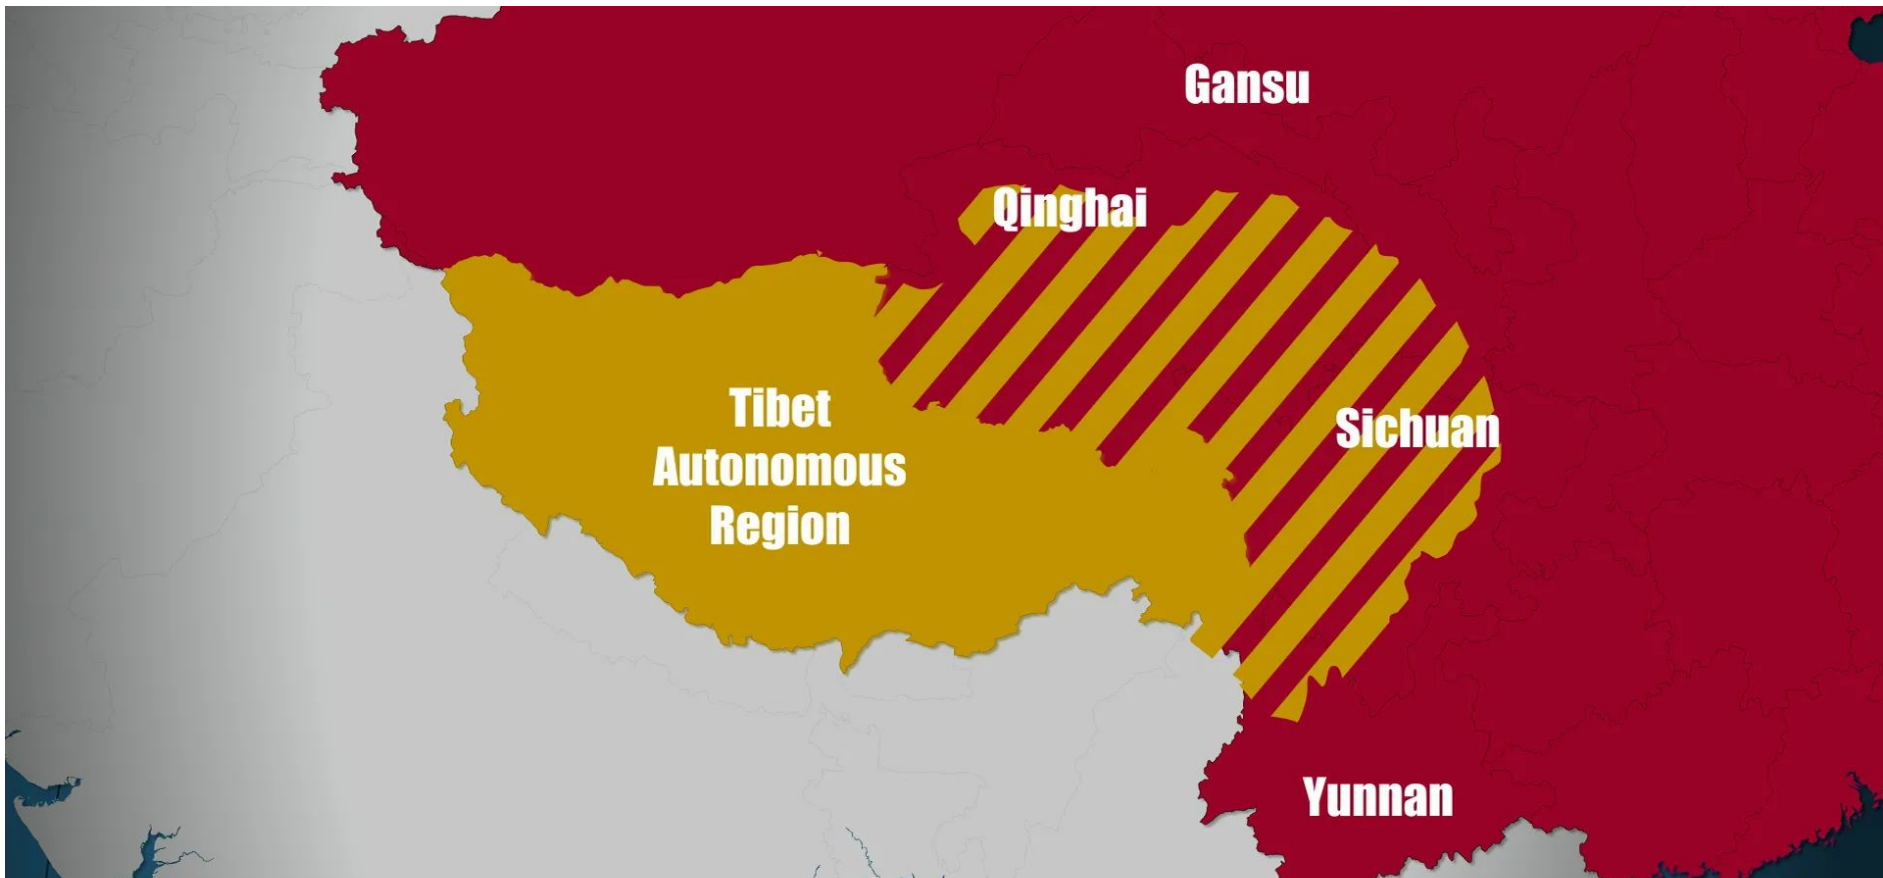 Gansu
Qinghai
Tibet
Autonomous
Region
Sichuan
Yunnan